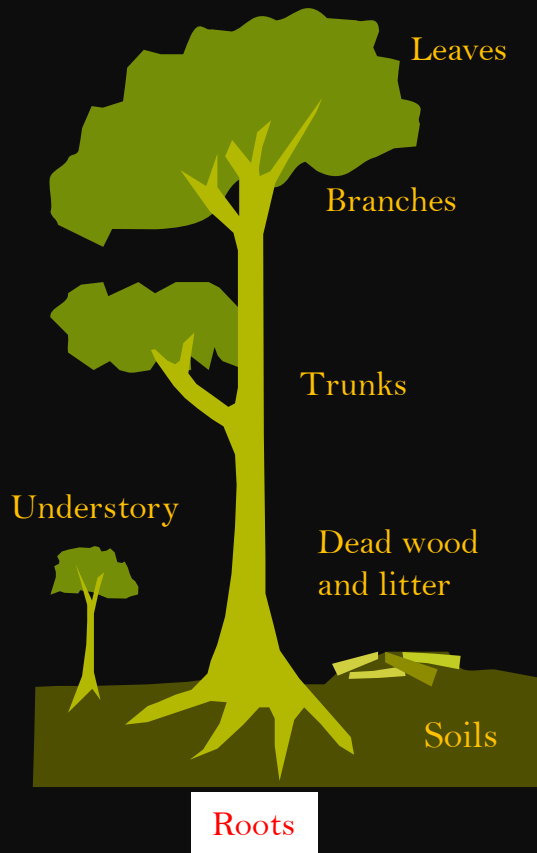 Leaves
Branches
Trunks
Understory
Dead wood
and litter
Soils
Roots